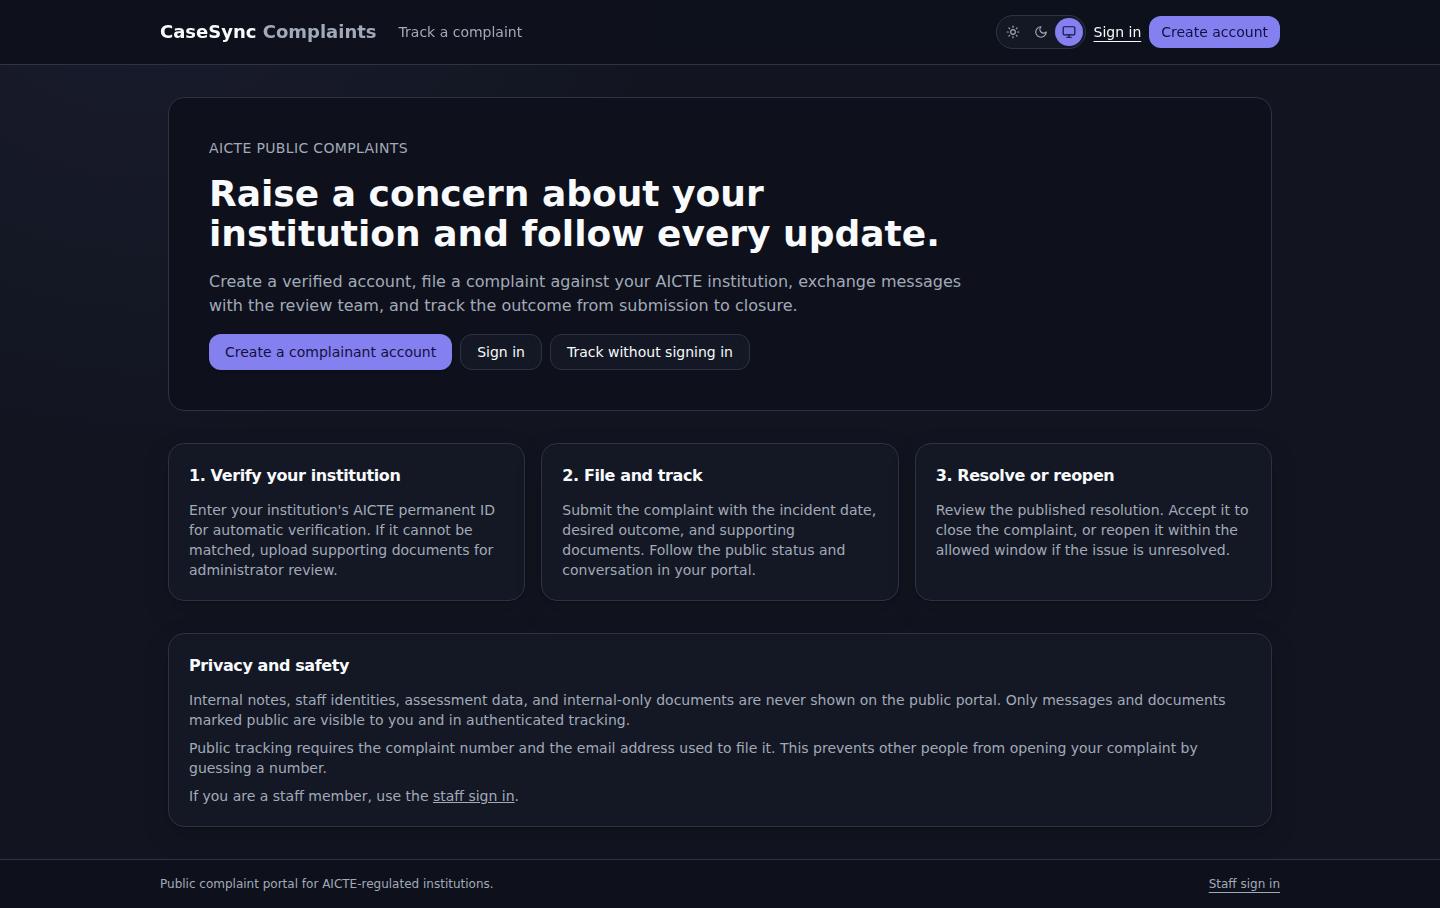 CaseSync Complaints Track a complaint Sign in Create account
AICTE PUBLIC COMPLAINTS
Raise a concern about your
institution and follow every update.
Create a verified account, file a complaint against your AICTE institution, exchange messages
with the review team, and track the outcome from submission to closure.
Create a complainant account Sign in Track without signing in
1. Verify your institution
Enter your institution's AICTE permanent ID
for automatic verification. If it cannot be
matched, upload supporting documents for
administrator review.
2. File and track
Submit the complaint with the incident date,
desired outcome, and supporting
documents. Follow the public status and
conversation in your portal.
3. Resolve or reopen
Review the published resolution. Accept it to
close the complaint, or reopen it within the
allowed window if the issue is unresolved.
Privacy and safety
Internal notes, staff identities, assessment data, and internal-only documents are never shown on the public portal. Only messages and documents
marked public are visible to you and in authenticated tracking.
Public tracking requires the complaint number and the email address used to file it. This prevents other people from opening your complaint by
guessing a number.
If you are a staff member, use the staff sign in.
Public complaint portal for AICTE-regulated institutions. Staff sign in